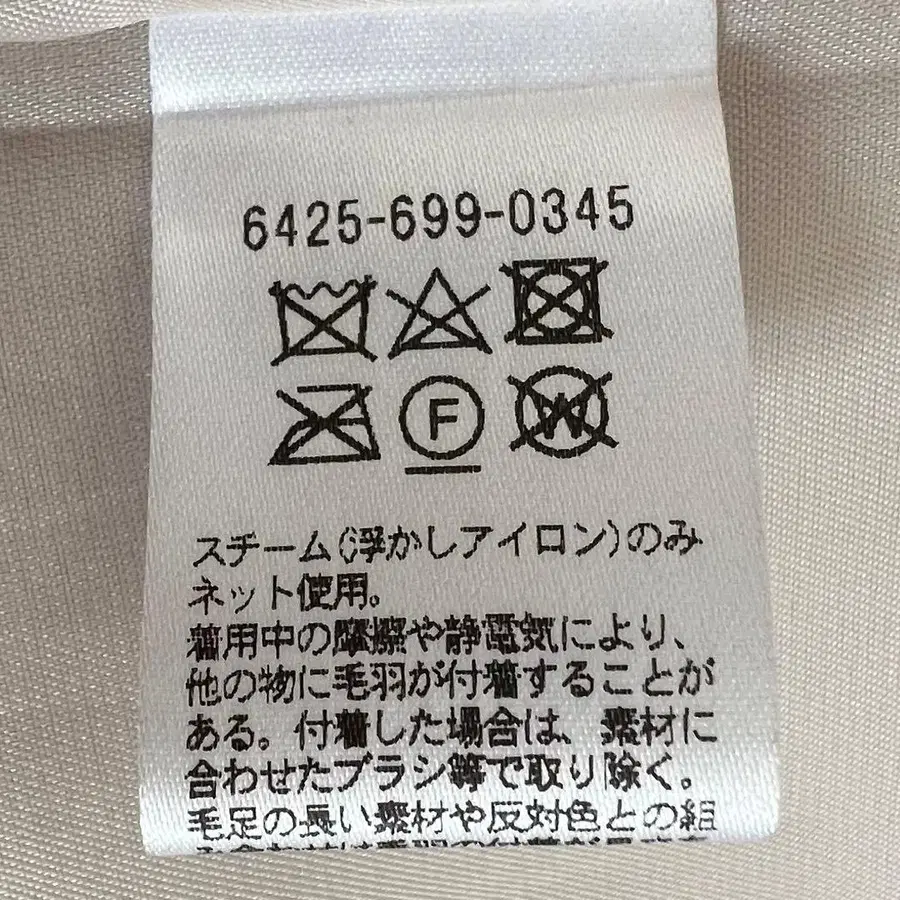 6425-699-0345
F
W
スチーム(浮かしアイロン)のみ
ネット使用。
着用中の摩擦や静電気により、
他の物に毛羽が付着することが
ある。付着した場合は、素材に
合わせたブラシ等で取り除く。
毛足の長い素材や反対色との組